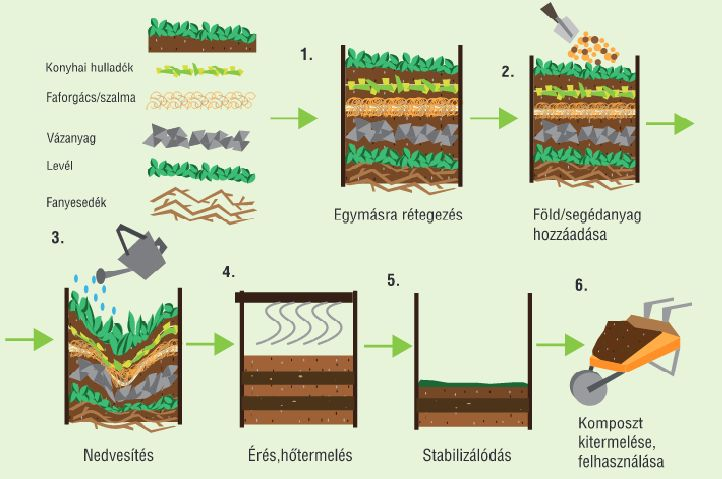 Konyhai hulladék
Faforgács/szalma
Vázanyag
Levél
Fanyesedék
1.
Egymásra rétegezés
2.
Föld/segédanyag
hozzáadása
3.
Nedvesítés
4.
Érés,hőtermelés
5.
Stabilizálódás
6.
Komposzt
kitermelése,
felhasználása